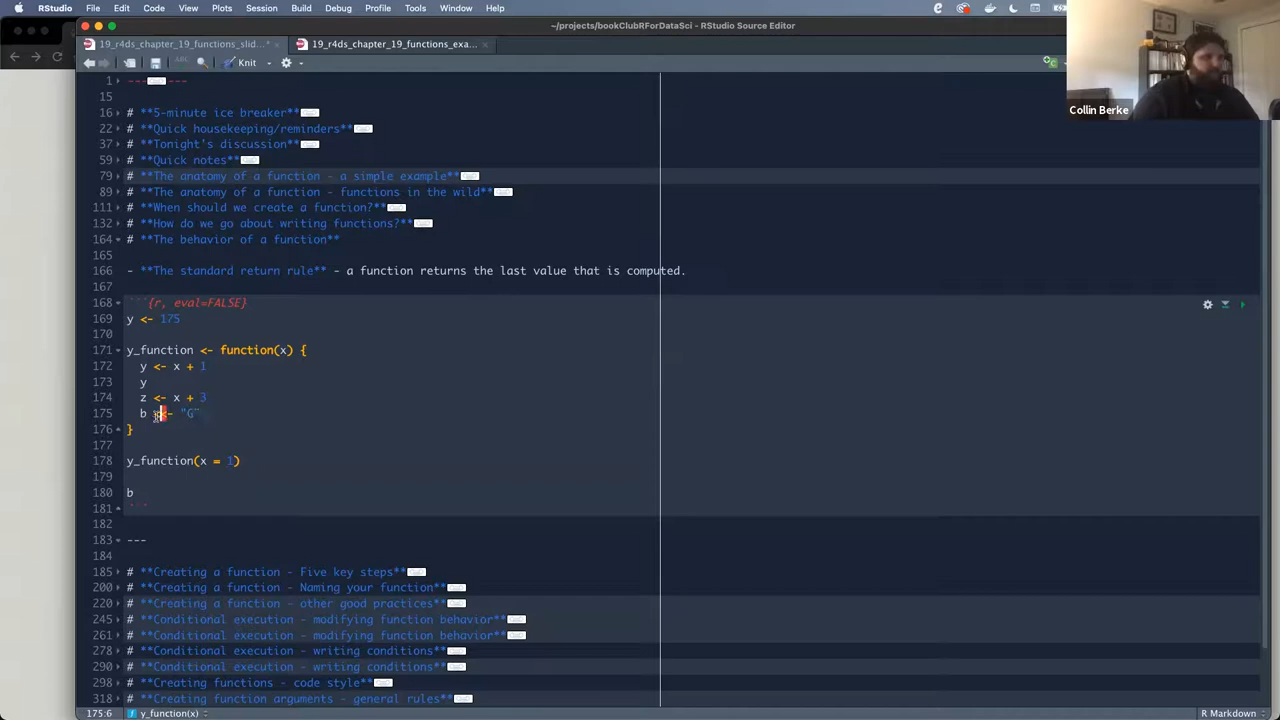 RStudio File Edit Code View Plots Session Build Debug Profile Tools Window Help
~/projects/bookClubRForDataSci - RStudio Source Editor
19_r4ds_chapter_19_functions_slid...* 19_r4ds_chapter_19_functions_exa...
Knit
Collin Berke
1 ---
15
16 # **5-minute ice breaker**
22 # **Quick housekeeping/reminders**
37 # **Tonight's discussion**
59 # **Quick notes**
79 # **The anatomy of a function - a simple example**
89 # **The anatomy of a function - functions in the wild**
111 # **When should we create a function?**
132 # **How do we go about writing functions?**
164 # **The behavior of a function**
165
166 - **The standard return rule** - a function returns the last value that is computed.
167
168 ```{r, eval=FALSE}
169 y <- 175
170
171 y_function <- function(x) {
172 y <- x + 1
173 y
174 z <- x + 3
175 b <- "G"
176 }
177
178 y_function(x = 1)
179
180 b
181 ```
182
183 ---
184
185 # **Creating a function - Five key steps**
200 # **Creating a function - Naming your function**
220 # **Creating a function - other good practices**
245 # **Conditional execution - modifying function behavior**
261 # **Conditional execution - modifying function behavior**
278 # **Conditional execution - writing conditions**
290 # **Conditional execution - writing conditions**
298 # **Creating functions - code style**
318 # **Creating function arguments - general rules**
175:6 y_function(x) R Markdown